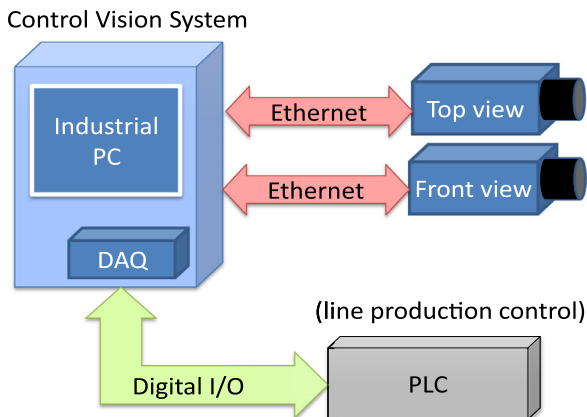 Control Vision System
Industrial
PC
Ethernet
Top view
Ethernet
Front view
DAQ
(line production control)
Digital I/O
PLC